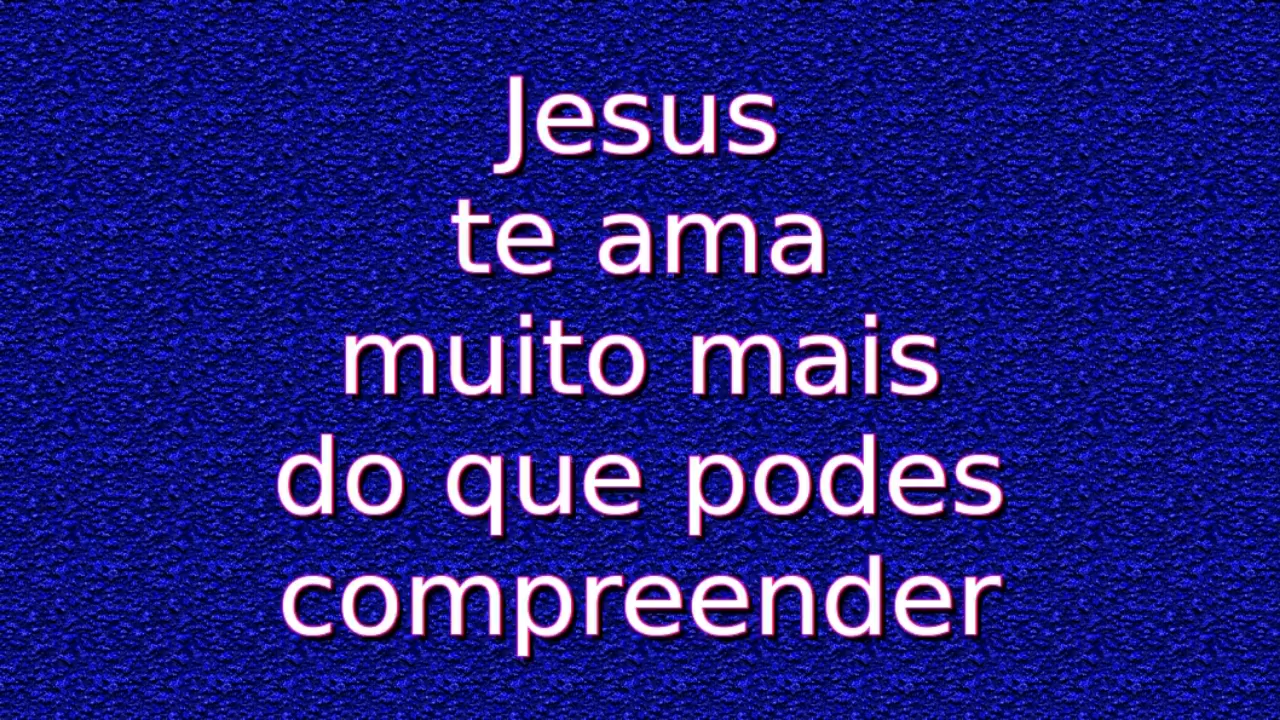 Jesus
te ama
muito mais
do que podes
compreender